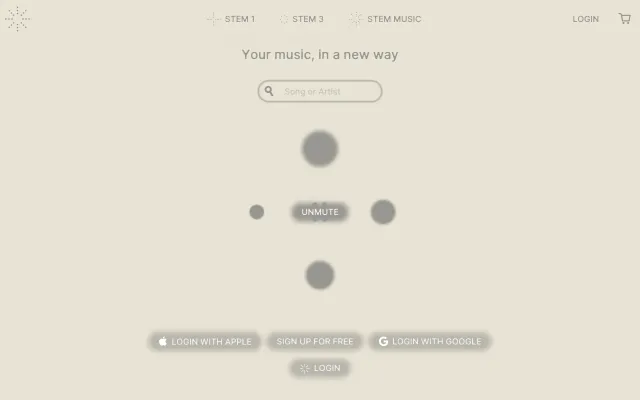 STEM 1 STEM 3 STEM MUSIC LOGIN
Your music, in a new way
Song or Artist
UNMUTE
LOGIN WITH APPLE SIGN UP FOR FREE LOGIN WITH GOOGLE
LOGIN